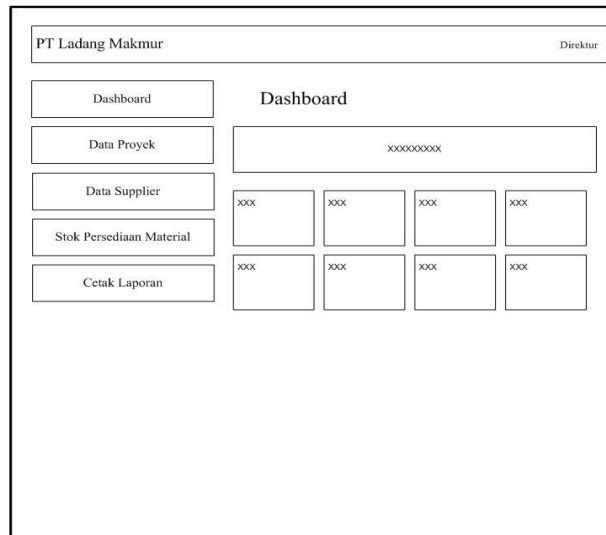 PT Ladang Makmur
Direktur
Dashboard
Data Proyek
Data Supplier
Stok Persediaan Material
Cetak Laporan
Dashboard
xxxxxxxxx
xxx xxx xxx xxx
xxx xxx xxx xxx